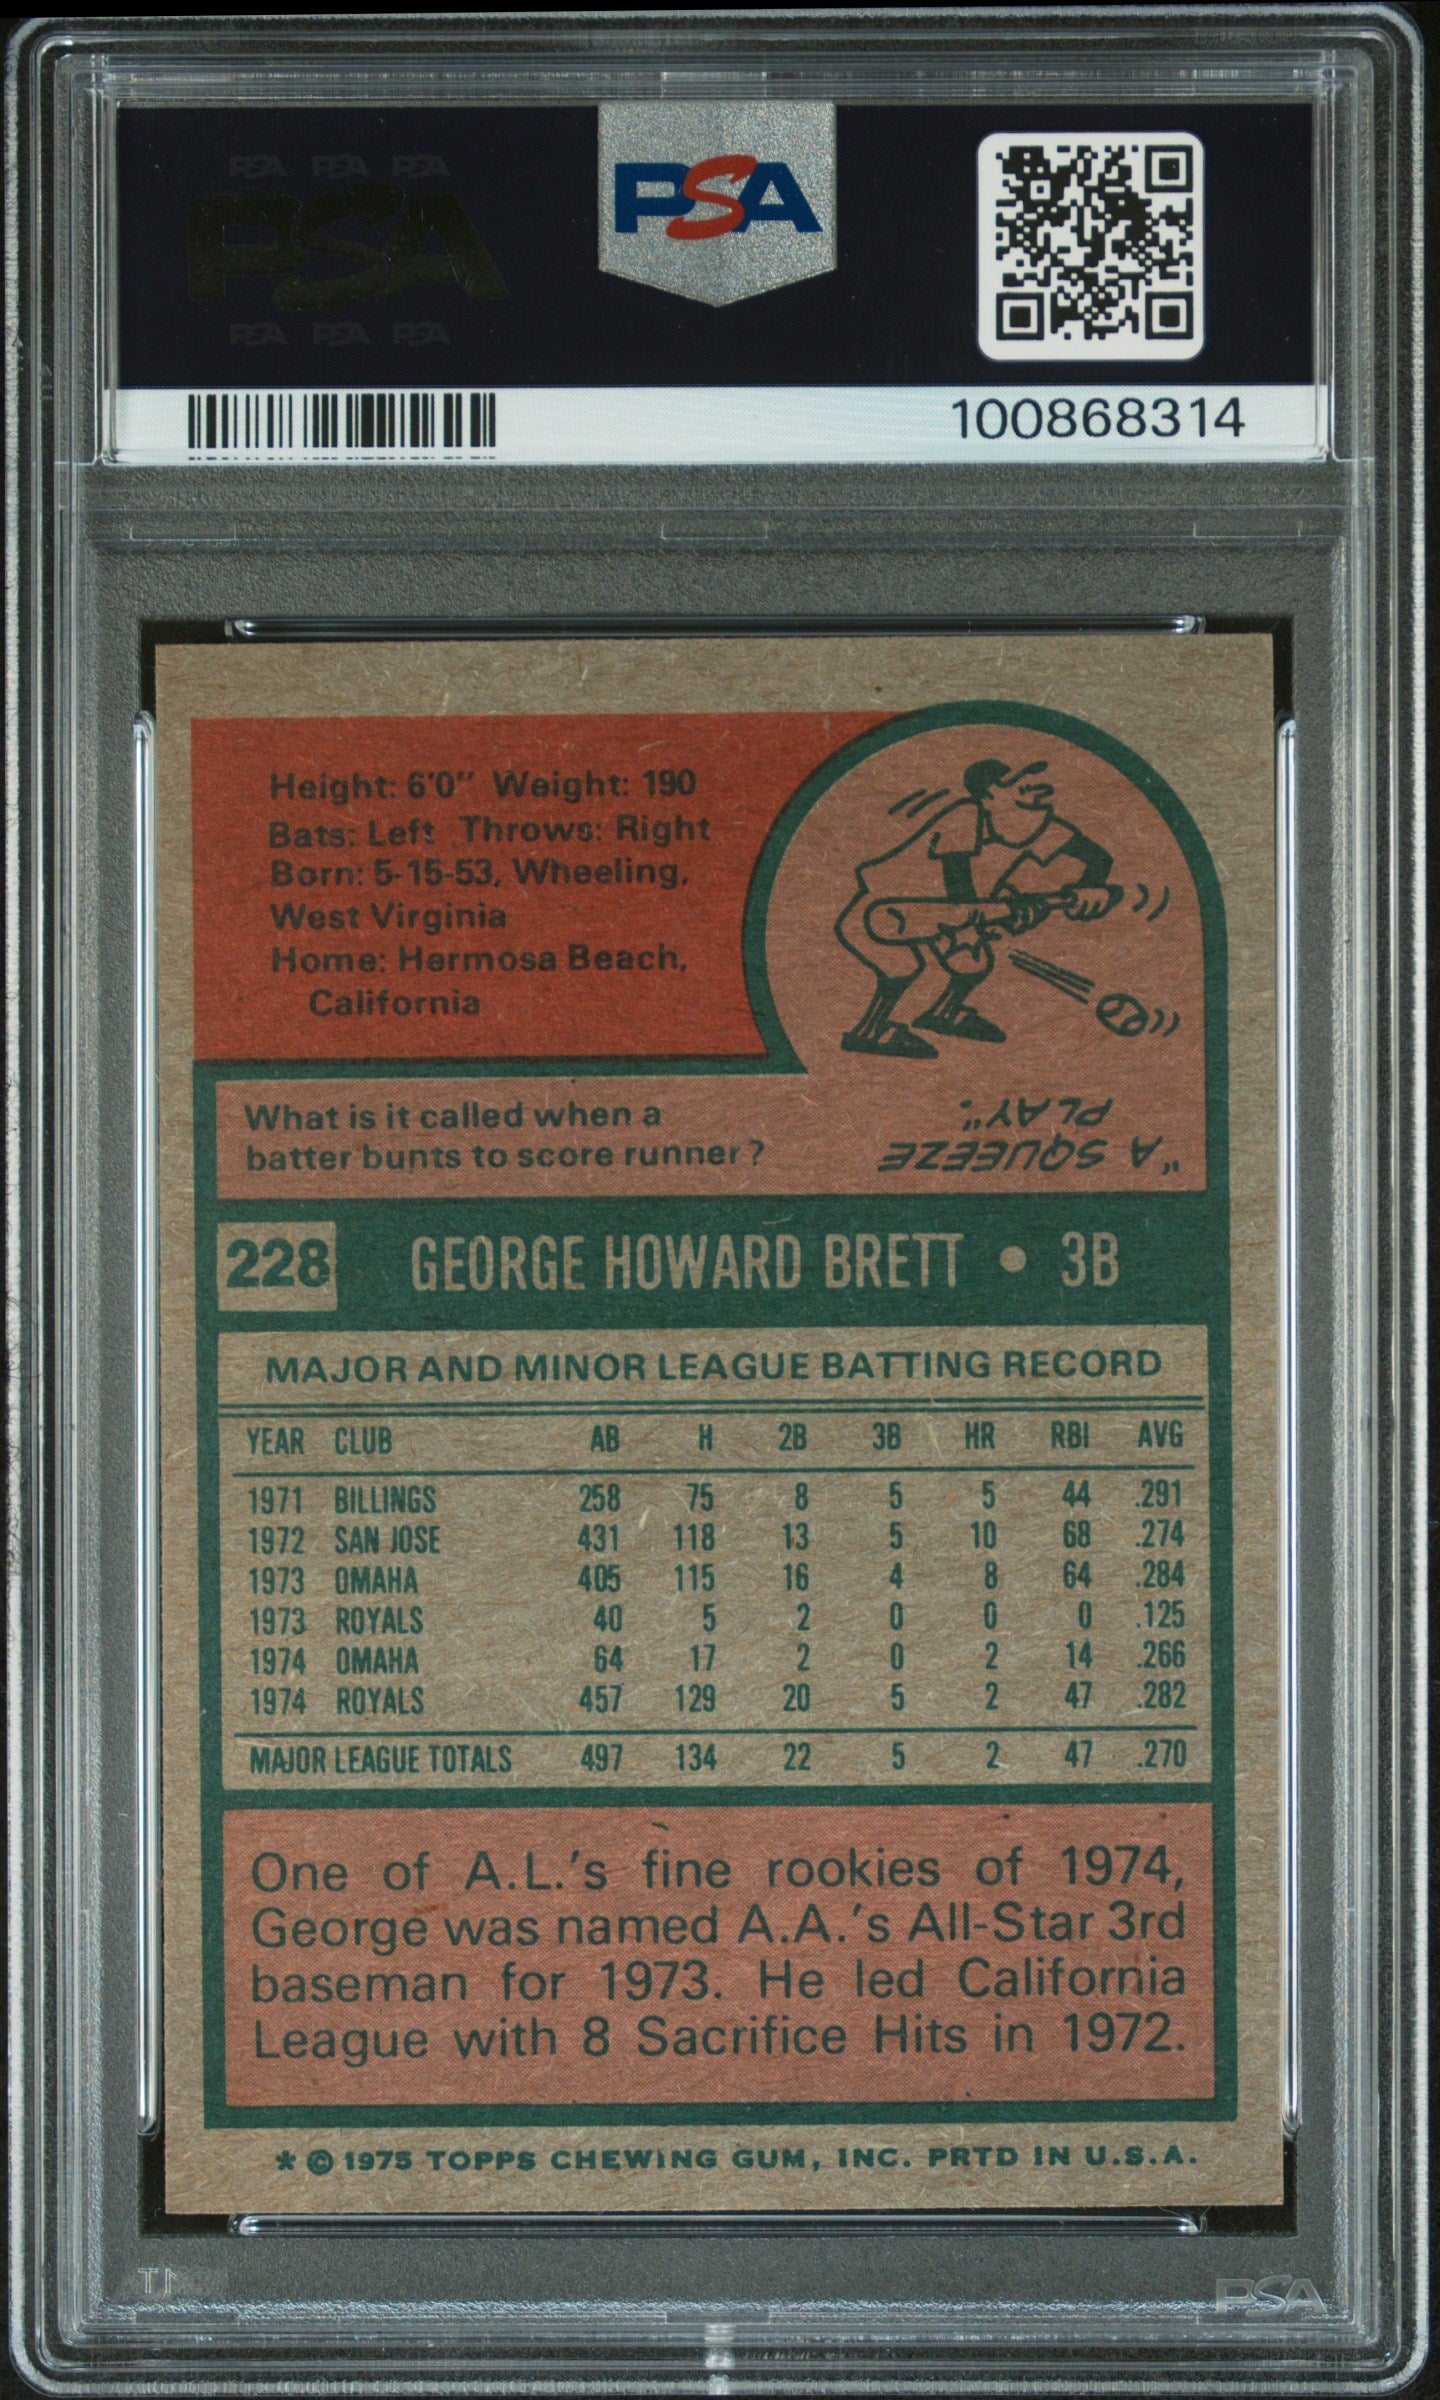 PSA PSA PSA
PSA
PSA PSA PSA
PSA
100868314
Height: 6'0" Weight: 190
Bats: Left Throws: Right
Born: 5-15-53, Wheeling,
West Virginia
Home: Hermosa Beach,
California
What is it called when a
batter bunts to score runner?
"A SQUEEZE
PLAY".
228 GEORGE HOWARD BRETT • 3B
MAJOR AND MINOR LEAGUE BATTING RECORD
YEAR CLUB AB H 2B 3B HR RBI AVG
1971 BILLINGS 258 75 8 5 5 44 .291
1972 SAN JOSE 431 118 13 5 10 68 .274
1973 OMAHA 405 115 16 4 8 64 .284
1973 ROYALS 40 5 2 0 0 0 .125
1974 OMAHA 64 17 2 0 2 14 .266
1974 ROYALS 457 129 20 5 2 47 .282
MAJOR LEAGUE TOTALS 497 134 22 5 2 47 .270
One of A.L.'s fine rookies of 1974,
George was named A.A.'s All-Star 3rd
baseman for 1973. He led California
League with 8 Sacrifice Hits in 1972.
* © 1975 TOPPS CHEWING GUM, INC. PRTD IN U.S.A.
PSA